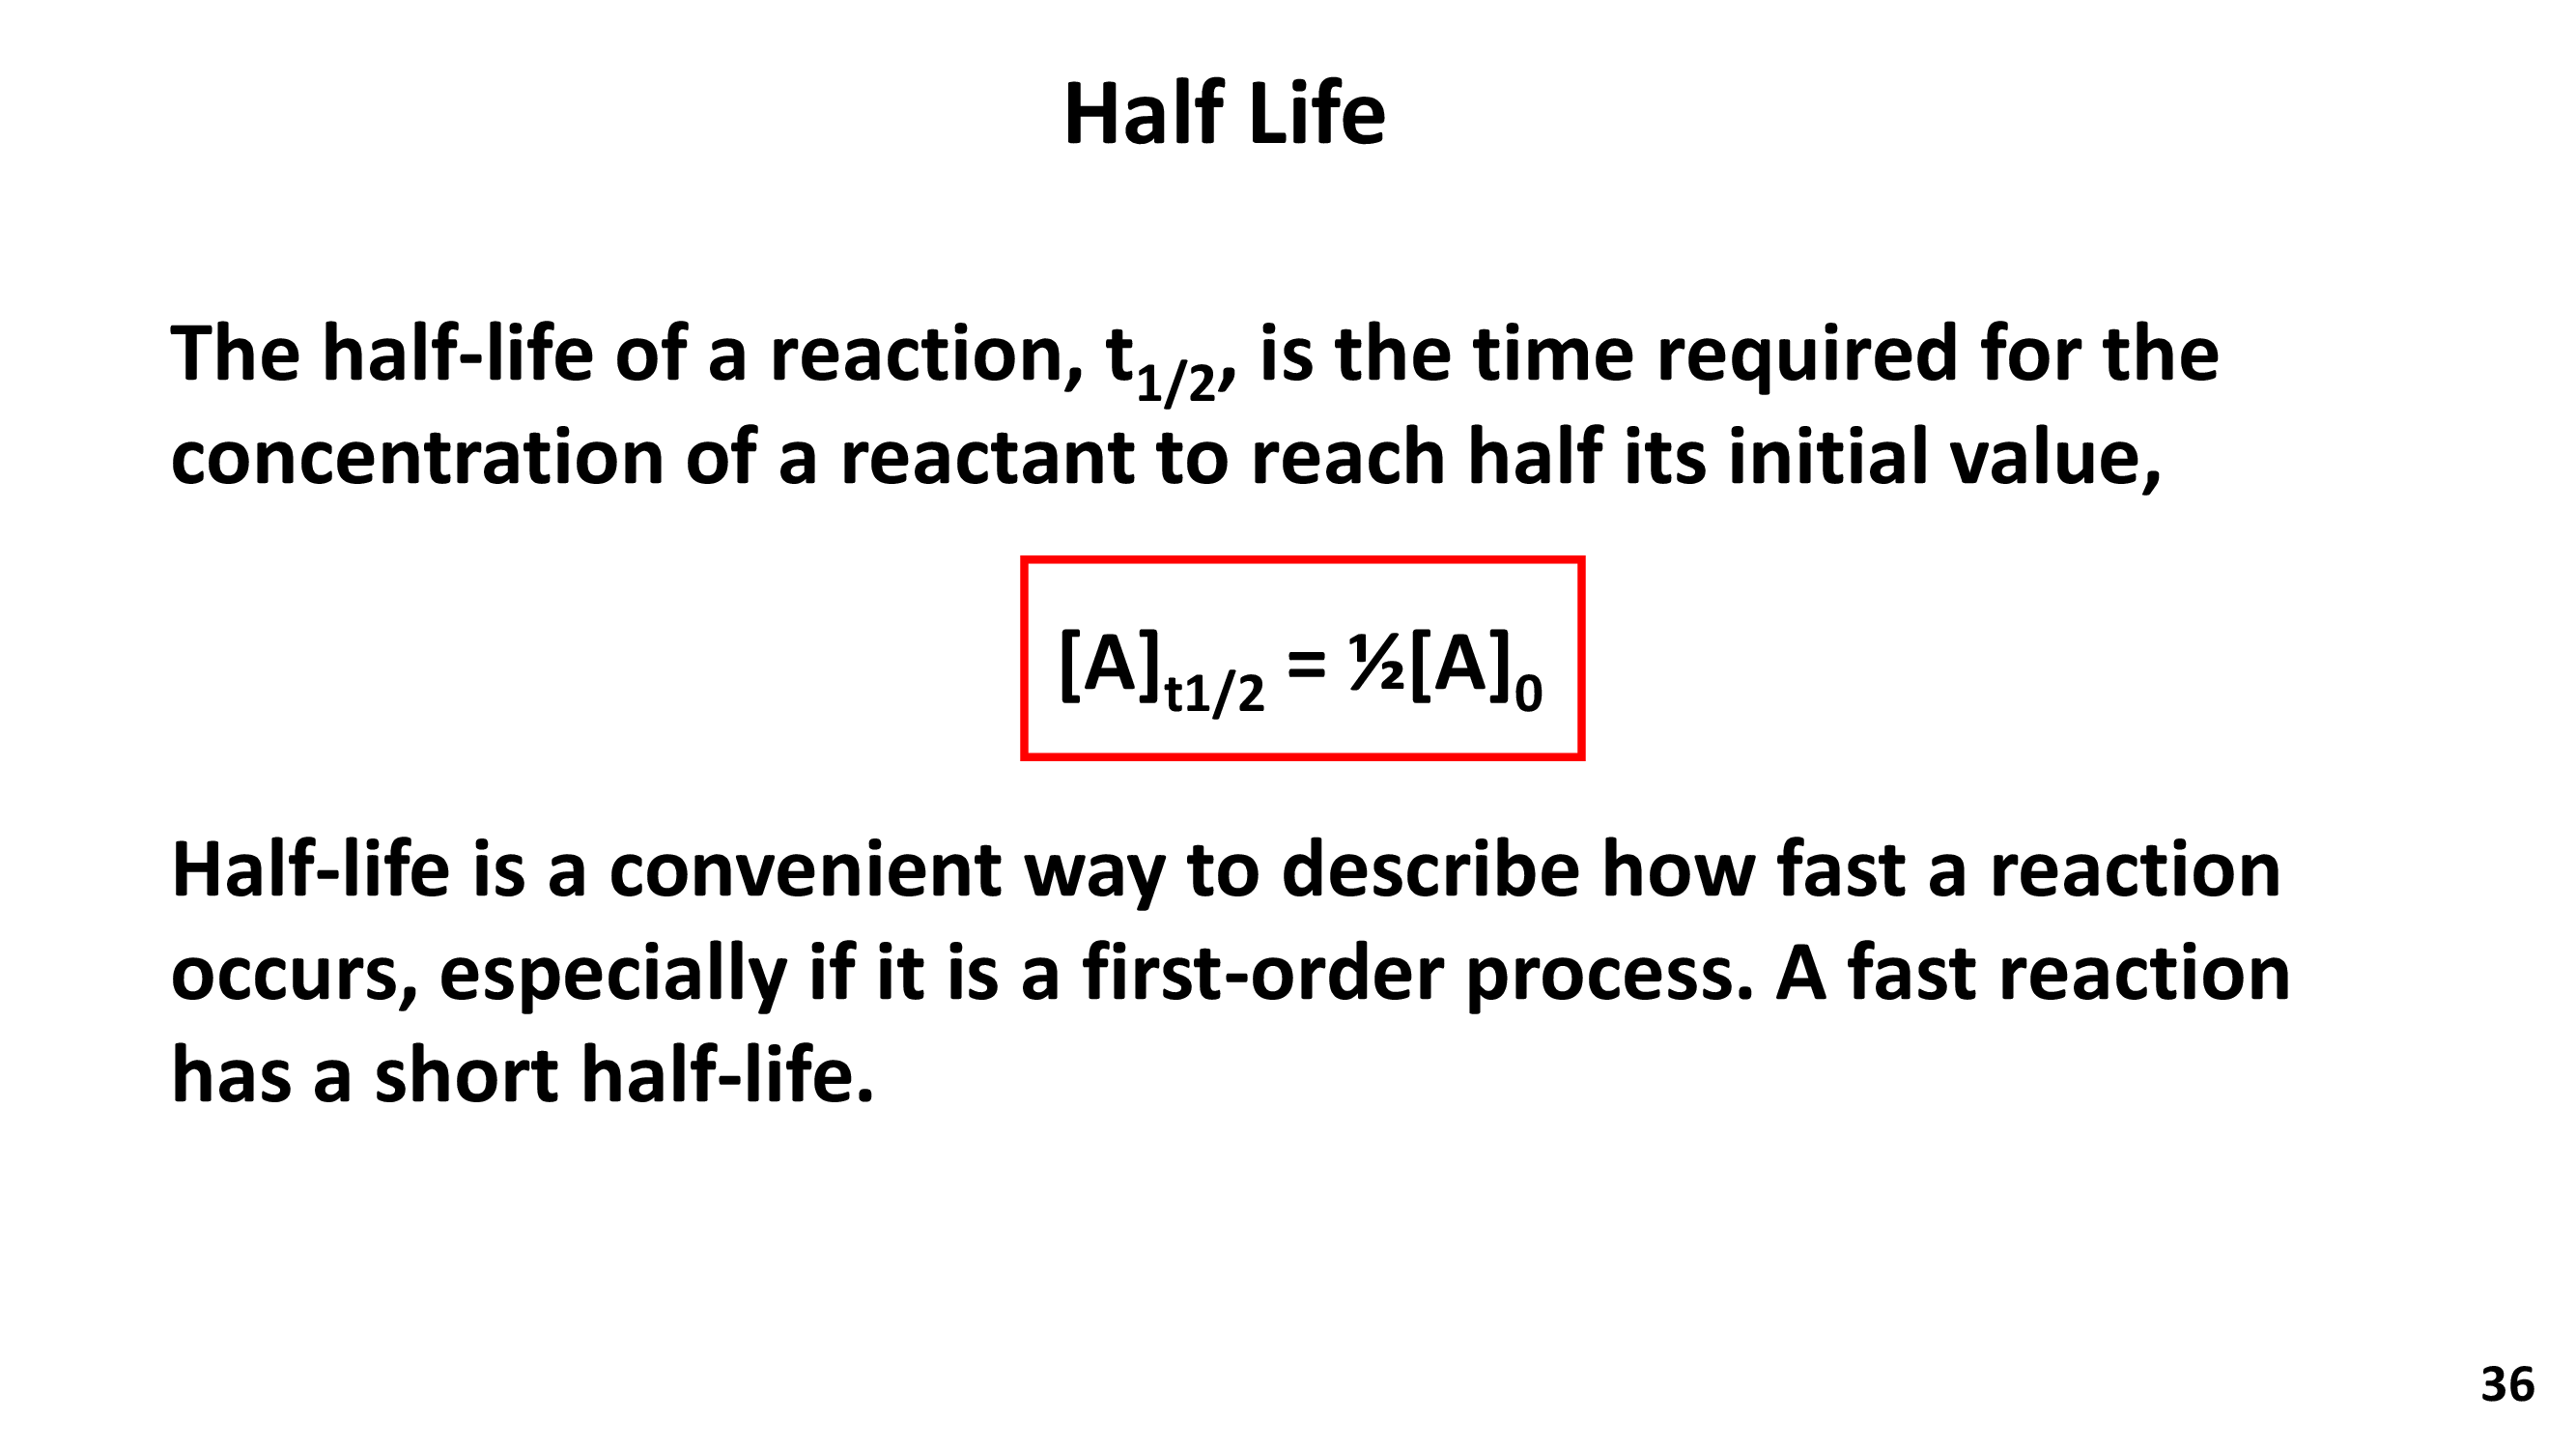 Half Life
The half-life of a reaction, t1/2, is the time required for the
concentration of a reactant to reach half its initial value,
[A]t1/2 = ½[A]0
Half-life is a convenient way to describe how fast a reaction
occurs, especially if it is a first-order process. A fast reaction
has a short half-life.
36